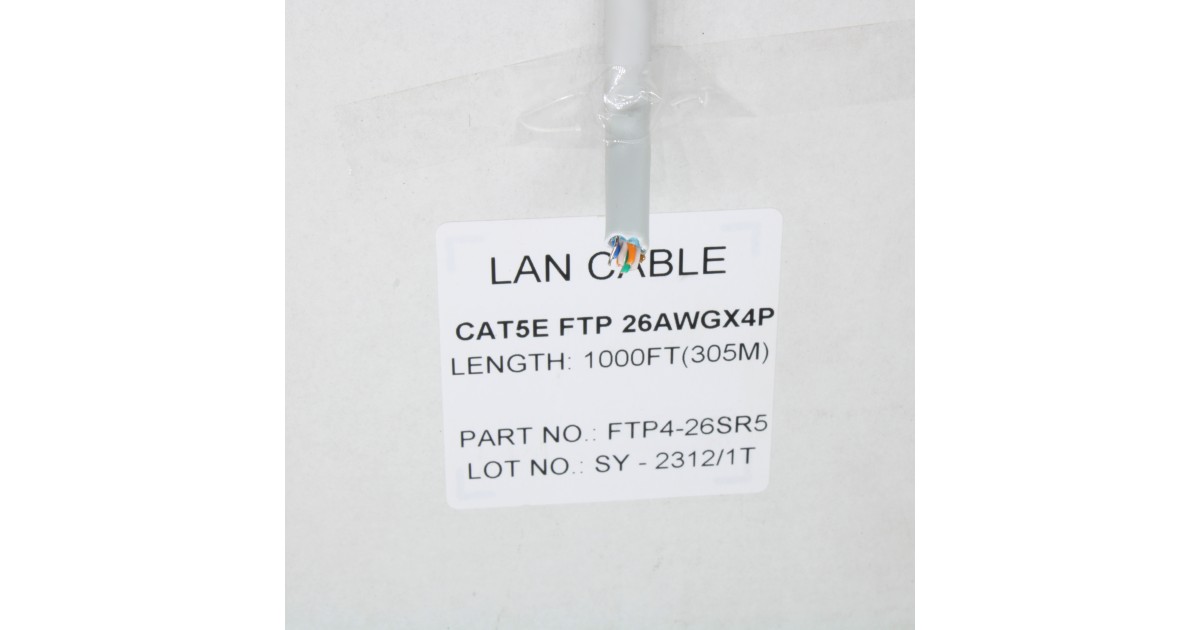 LAN CABLE
CAT5E FTP 26AWGX4P
LENGTH: 1000FT(305M)
PART NO.: FTP4-26SR5
LOT NO.: SY - 2312/1T